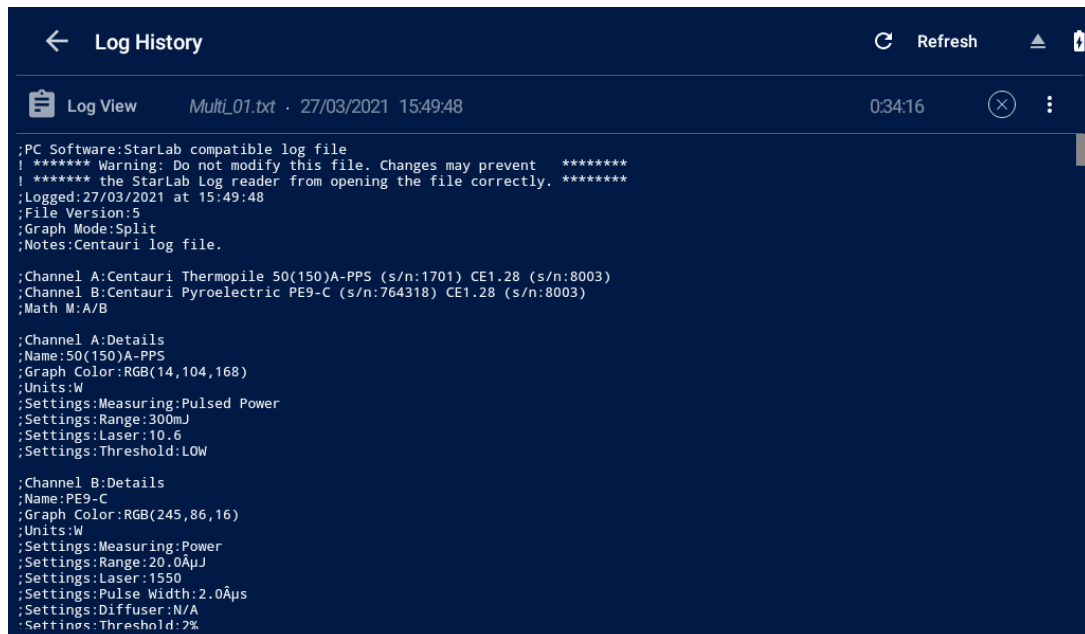 Log History
Refresh
Log View Multi_01.txt · 27/03/2021 15:49:48
0:34:16
;PC Software:StarLab compatible log file
! ******* Warning: Do not modify this file. Changes may prevent ********
! ******* the StarLab Log reader from opening the file correctly. ********
;Logged:27/03/2021 at 15:49:48
;File Version:5
;Graph Mode:Split
;Notes:Centauri log file.
;Channel A:Centauri Thermopile 50(150)A-PPS (s/n:1701) CE1.28 (s/n:8003)
;Channel B:Centauri Pyroelectric PE9-C (s/n:764318) CE1.28 (s/n:8003)
;Math M:A/B
;Channel A:Details
;Name:50(150)A-PPS
;Graph Color:RGB(14,104,168)
;Units:W
;Settings:Measuring:Pulsed Power
;Settings:Range:300mJ
;Settings:Laser:10.6
;Settings:Threshold:LOW
;Channel B:Details
;Name:PE9-C
;Graph Color:RGB(245,86,16)
;Units:W
;Settings:Measuring:Power
;Settings:Range:20.0ÂµJ
;Settings:Laser:1550
;Settings:Pulse Width:2.0Âµs
;Settings:Diffuser:N/A
;Settings:Threshold:2%